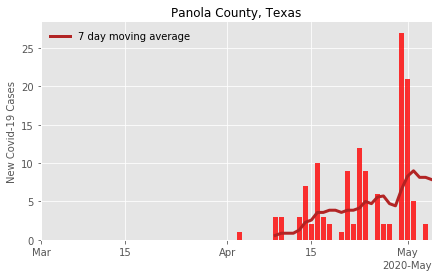 Panola County, Texas
7 day moving average
New Covid-19 Cases
25
20
15
10
5
0
Mar
15
Apr
15
May
2020-May